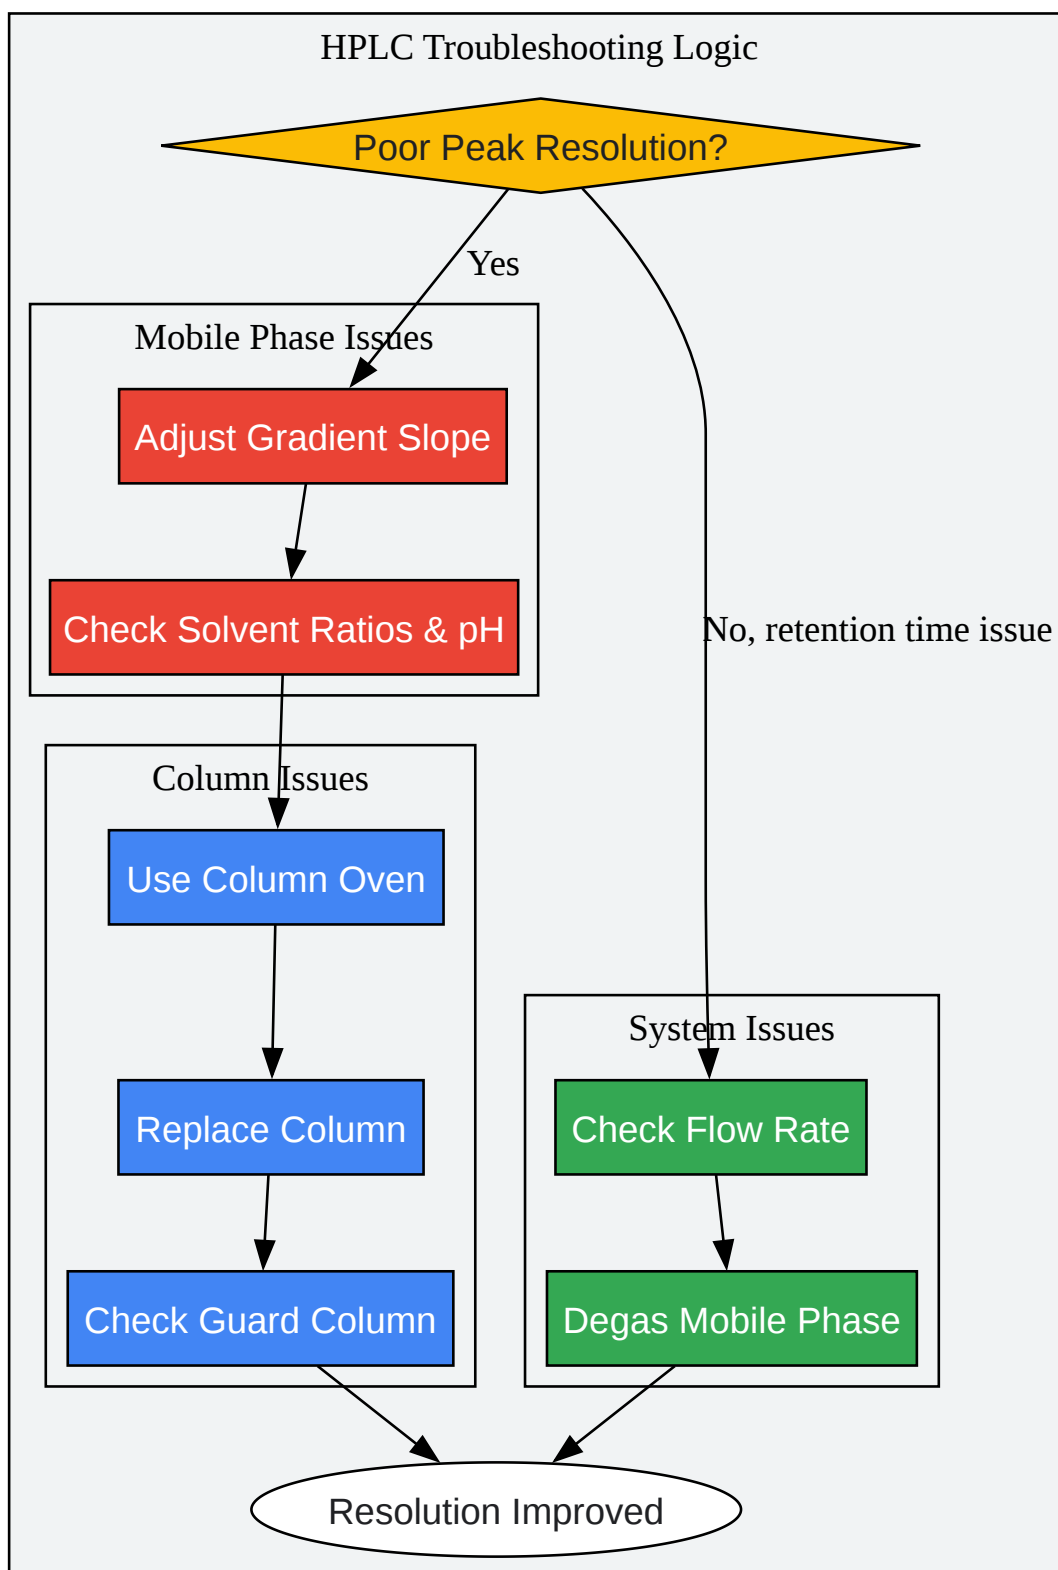 HPLC Troubleshooting Logic
Poor Peak Resolution?
Yes
Mobile Phase Issues
Adjust Gradient Slope
Check Solvent Ratios & pH
No, retention time issue
Column Issues
Use Column Oven
System Issues
Replace Column
Check Flow Rate
Check Guard Column
Degas Mobile Phase
Resolution Improved